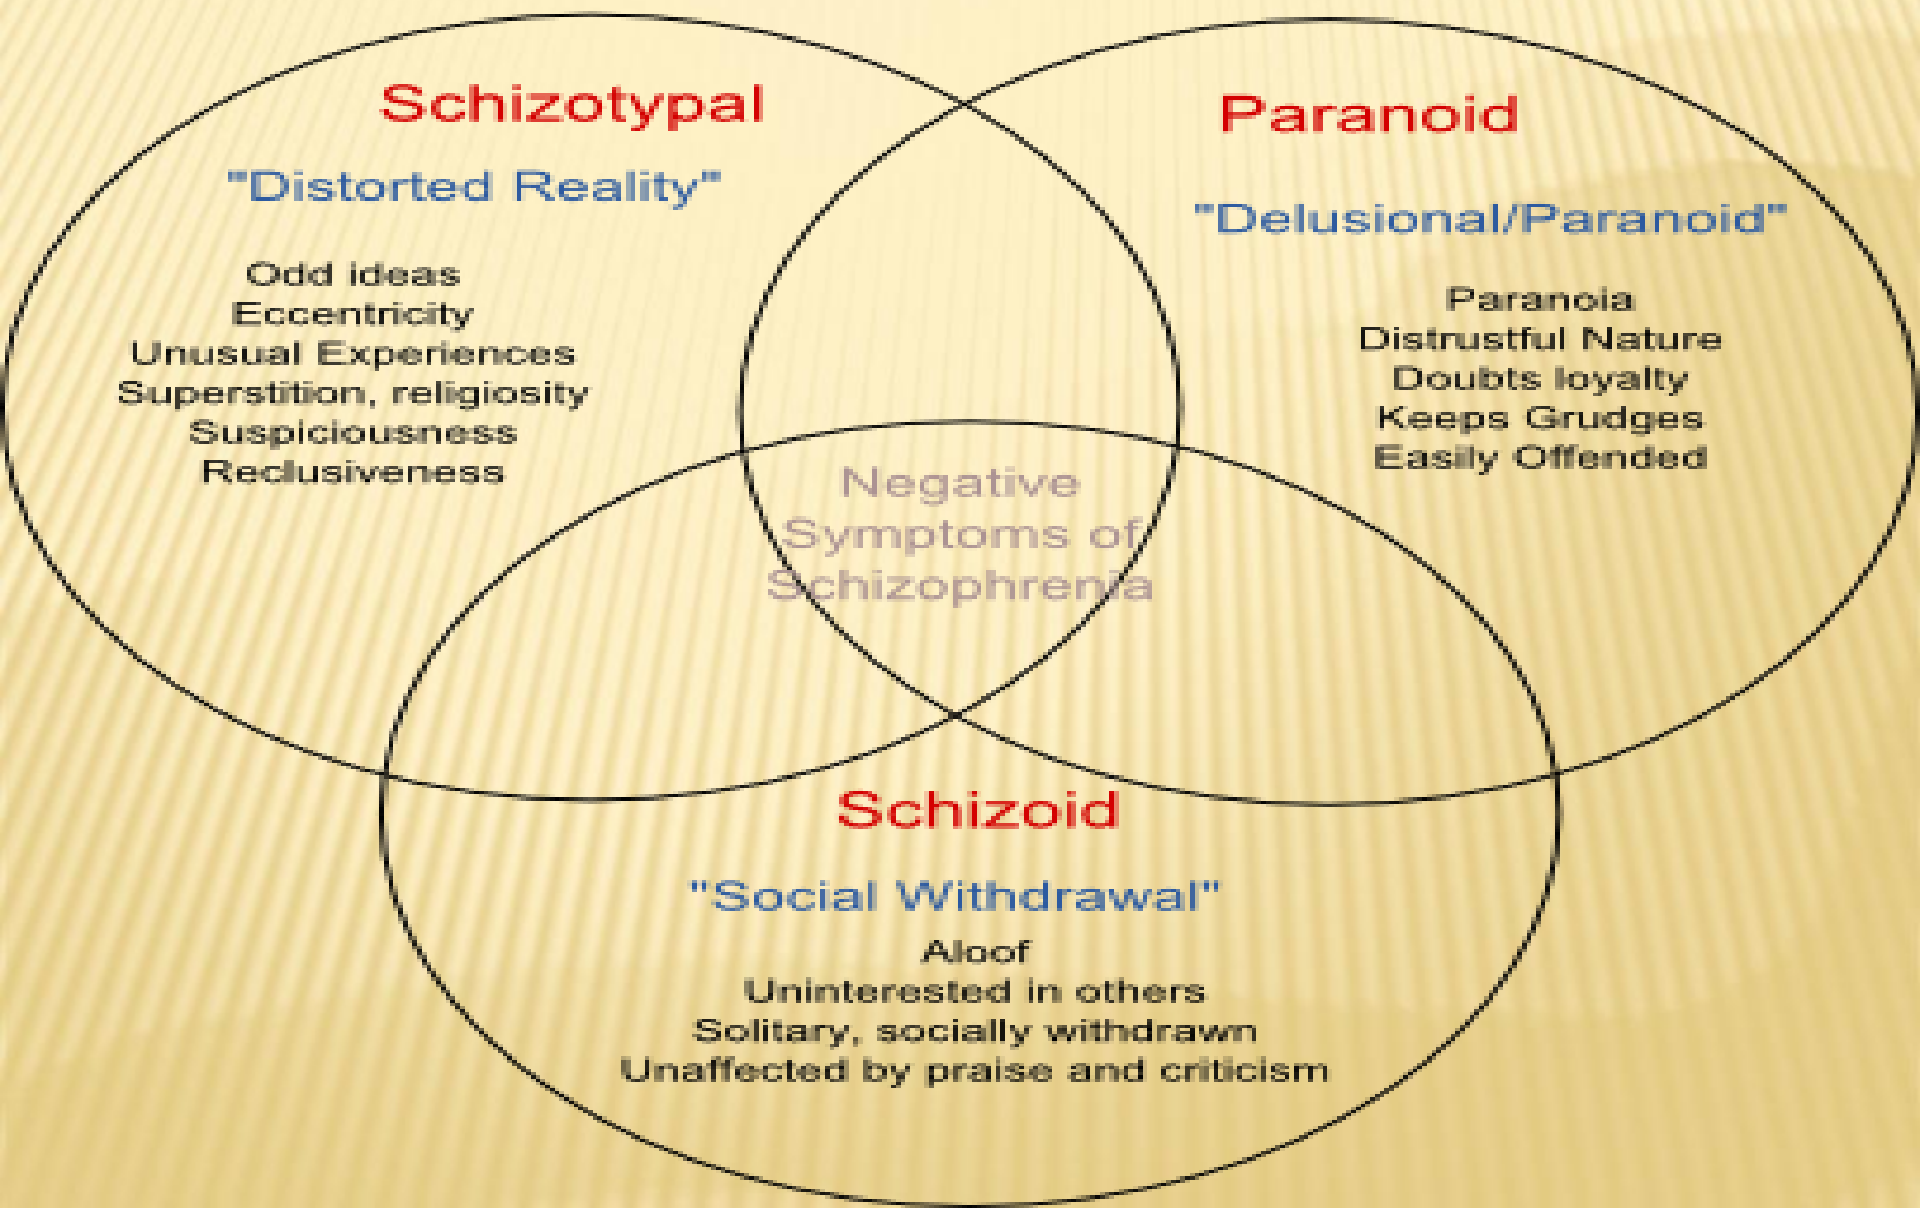 Schizotypal
"Distorted Reality"
Odd ideas
Eccentricity
Unusual Experiences
Superstition, religiosity
Suspiciousness
Reclusiveness
Paranoid
"Delusional/Paranoid"
Paranoia
Distrustful Nature
Doubts loyalty
Keeps Grudges
Easily Offended
Negative
Symptoms of
Schizophrenia
Schizoid
"Social Withdrawal"
Aloof
Uninterested in others
Solitary, socially withdrawn
Unaffected by praise and criticism